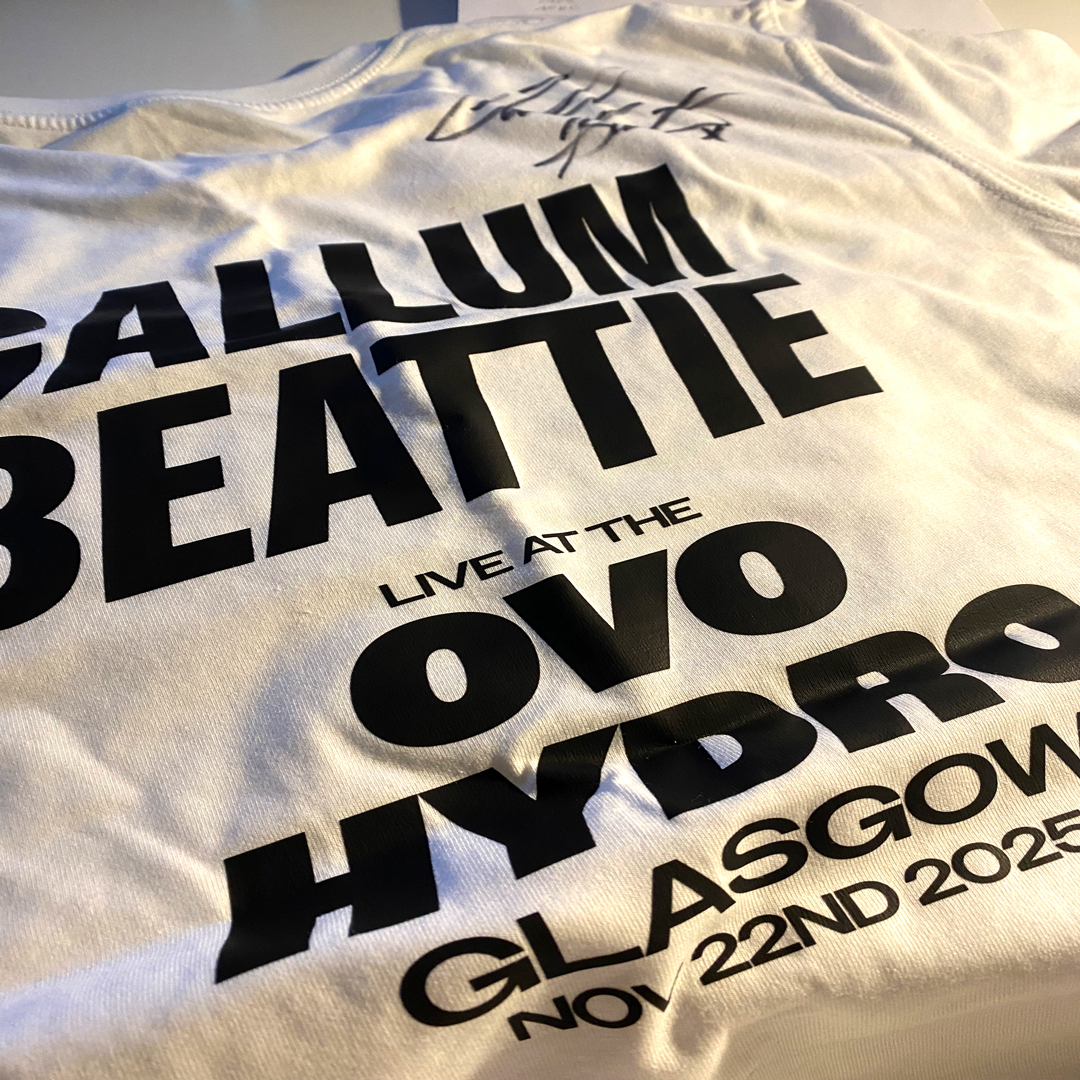 CALLUM
BEATTIE
LIVE AT THE
OVO
HYDRO
GLASGOW
NOV 22ND 2025